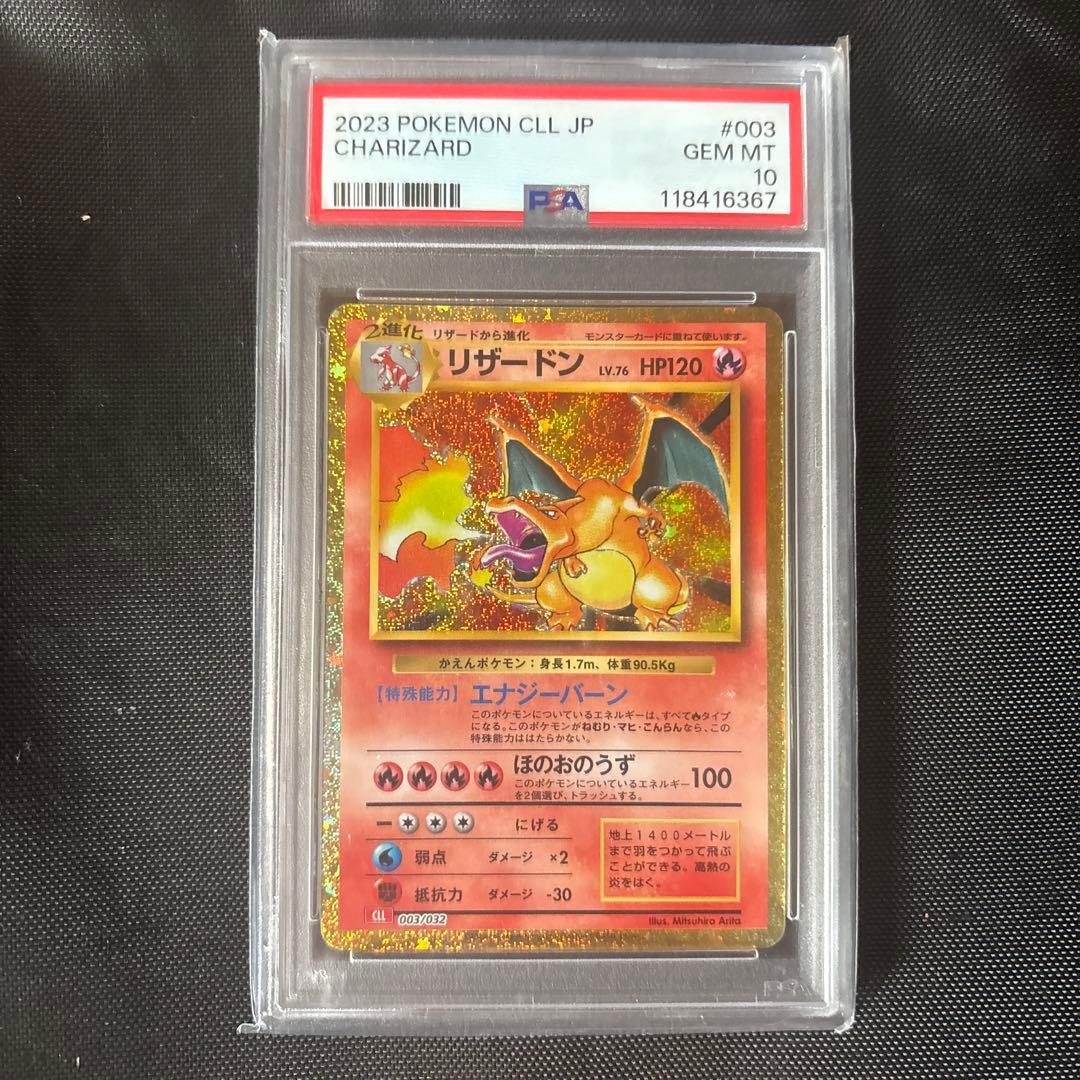 2023 POKEMON CLL JP #003
CHARIZARD GEM MT
10
PSA 118416367
2進化 リザードから進化 モンスターカードに重ねて使います。
リザードン LV.76 HP120
かえんポケモン：身長1.7m、体重90.5Kg
【特殊能力】エナジーバーン
このポケモンについているエネルギーは、すべて タイプ
になる。このポケモンがねむり・マヒ・こんらんなら、この
特殊能力ははたらかない。
ほのおのうず 100
このポケモンについているエネルギー
を2個選び、トラッシュする。
にげる
弱点 ダメージ ×2
抵抗力 ダメージ -30
地上1400メートル
まで羽をつかって飛ぶ
ことができる。高熱の
炎をはく。
CLL 003/032
Illus. Mitsuhiro Arita